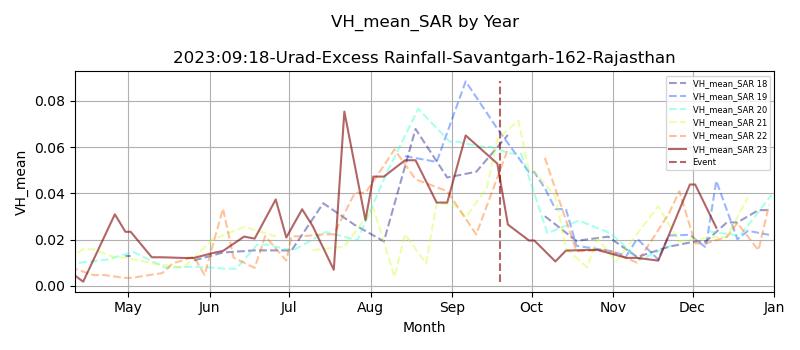 VH_mean_SAR by Year
2023:09:18-Urad-Excess Rainfall-Savantgarh-162-Rajasthan
0.08
0.06
0.04
0.02
0.00
VH_mean
VH_mean_SAR 18
VH_mean_SAR 19
VH_mean_SAR 20
VH_mean_SAR 21
VH_mean_SAR 22
VH_mean_SAR 23
Event
May Jun Jul Aug Sep Oct Nov Dec Jan
Month